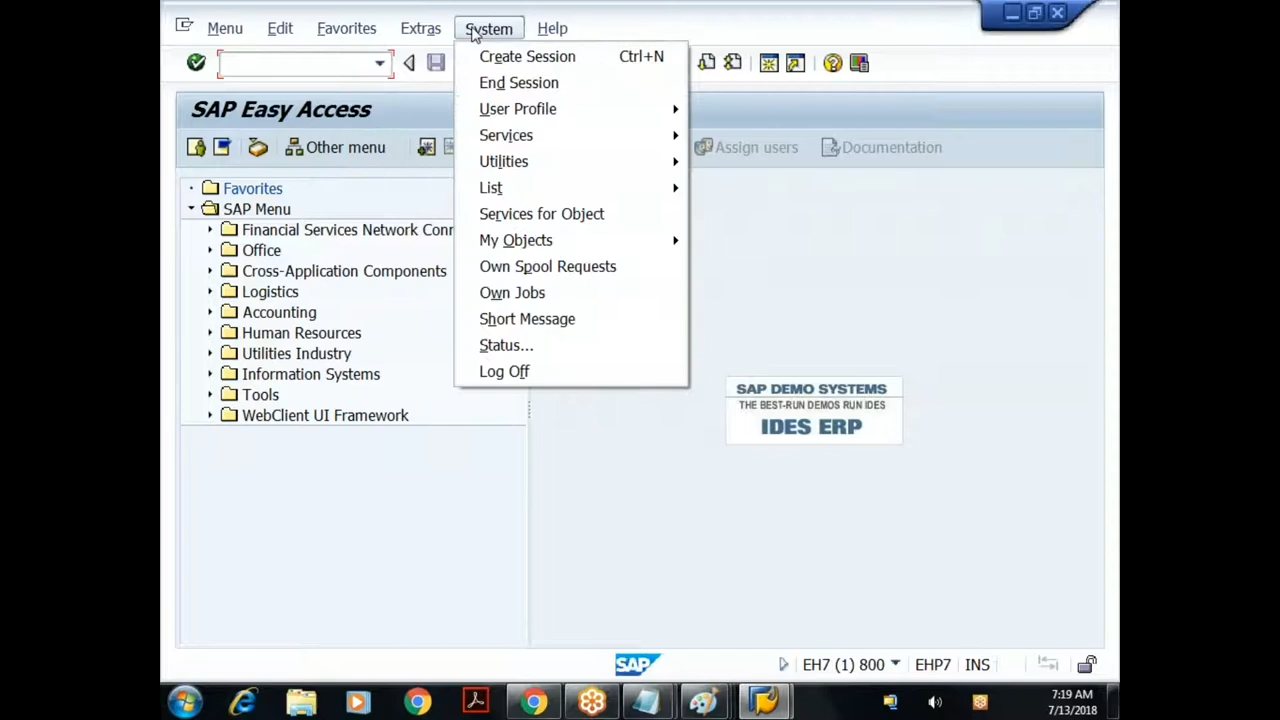 Menu Edit Favorites Extras System Help
Create Session Ctrl+N
End Session
User Profile
Services
Utilities
List
Services for Object
My Objects
Own Spool Requests
Own Jobs
Short Message
Status...
Log Off
SAP Easy Access
Other menu
Assign users
Documentation
Favorites
SAP Menu
Financial Services Network Conn
Office
Cross-Application Components
Logistics
Accounting
Human Resources
Utilities Industry
Information Systems
Tools
WebClient UI Framework
SAP DEMO SYSTEMS
THE BEST-RUN DEMOS RUN IDES
IDES ERP
SAP
EH7 (1) 800 EHP7 INS
7:19 AM
7/13/2018